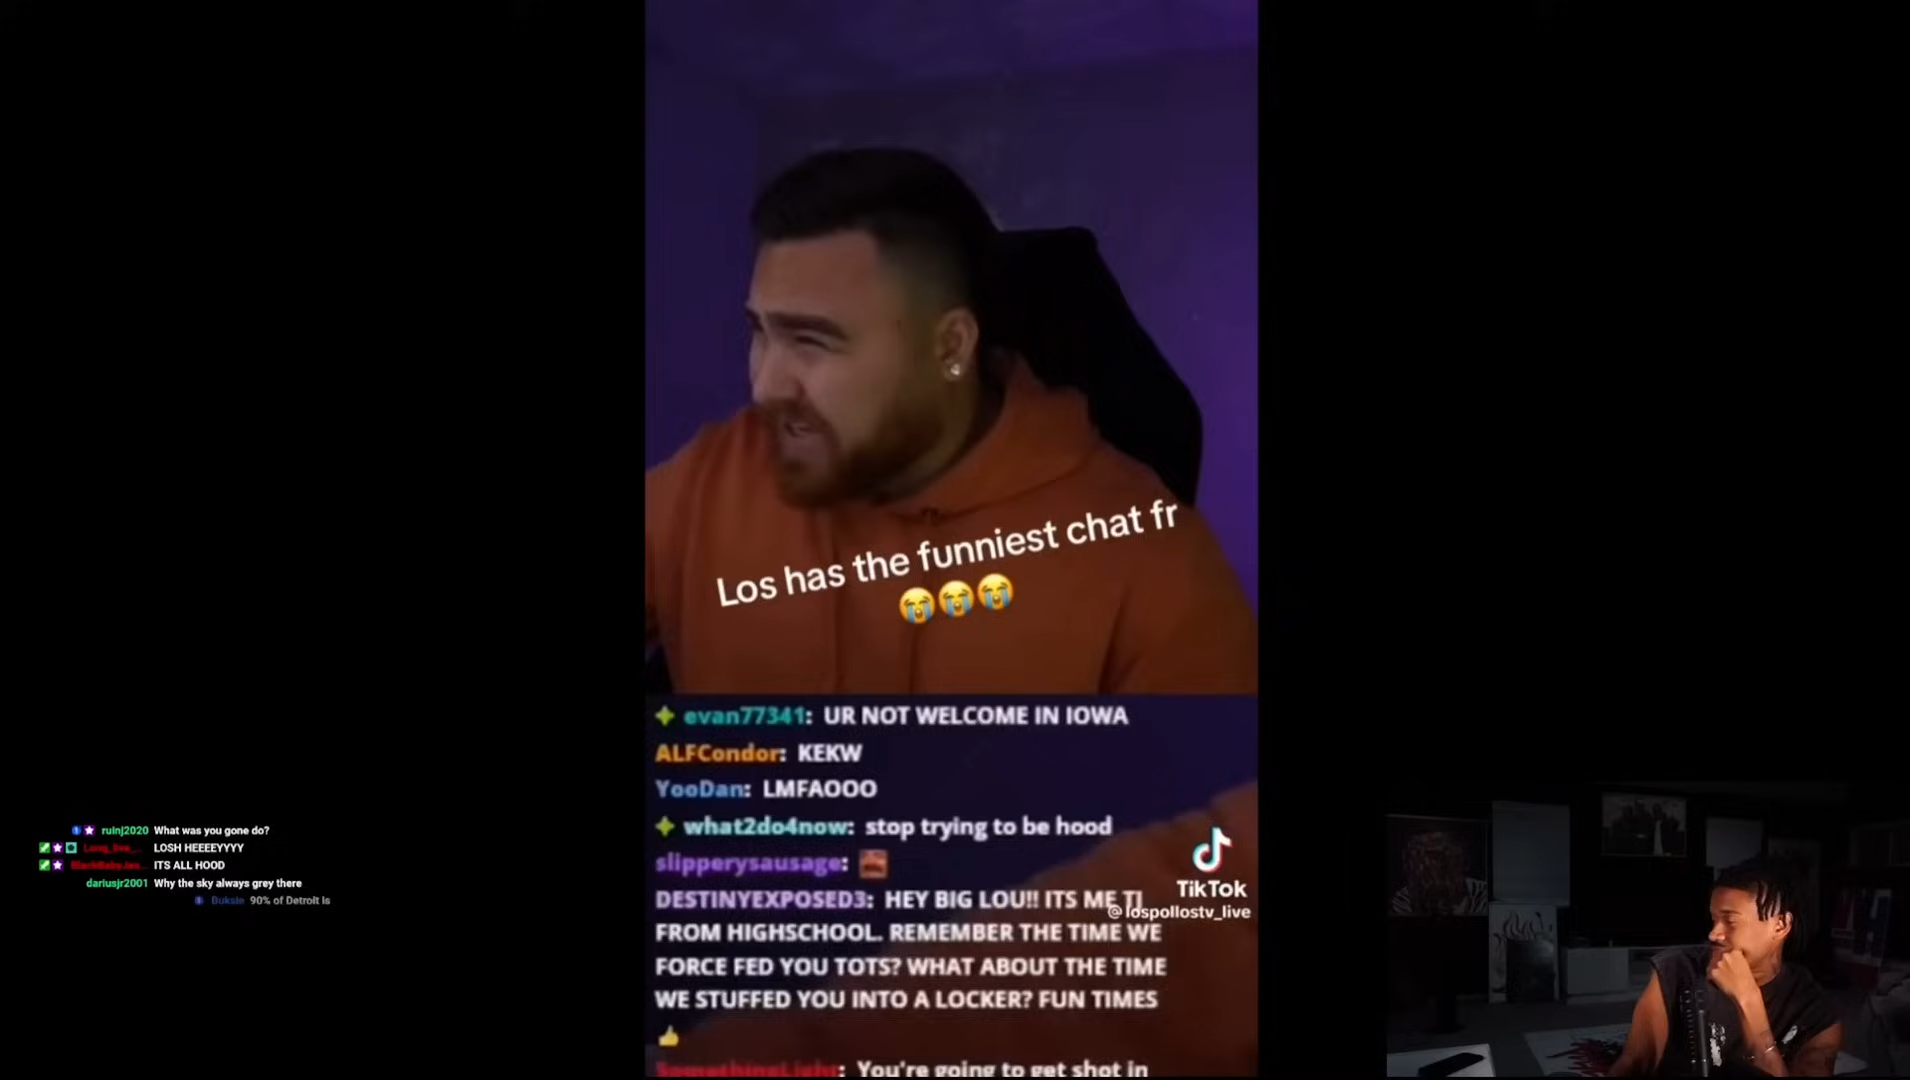 Los has the funniest chat fr
😭😭😭
evan77341: UR NOT WELCOME IN IOWA
ALFCondor: KEKW
YooDan: LMFAOOO
what2do4now: stop trying to be hood
slipperysausage:
DESTINYEXPOSED3: HEY BIG LOU!! ITS ME TJ
FROM HIGHSCHOOL. REMEMBER THE TIME WE
FORCE FED YOU TOTS? WHAT ABOUT THE TIME
WE STUFFED YOU INTO A LOCKER? FUN TIMES
👍
You're going to get shot in
TikTok
@lospollostv_live
ruinj2020 What was you gone do?
LOSH HEEEEYYYY
ITS ALL HOOD
dariusjr2001 Why the sky always grey there
Buksie 90% of Detroit is